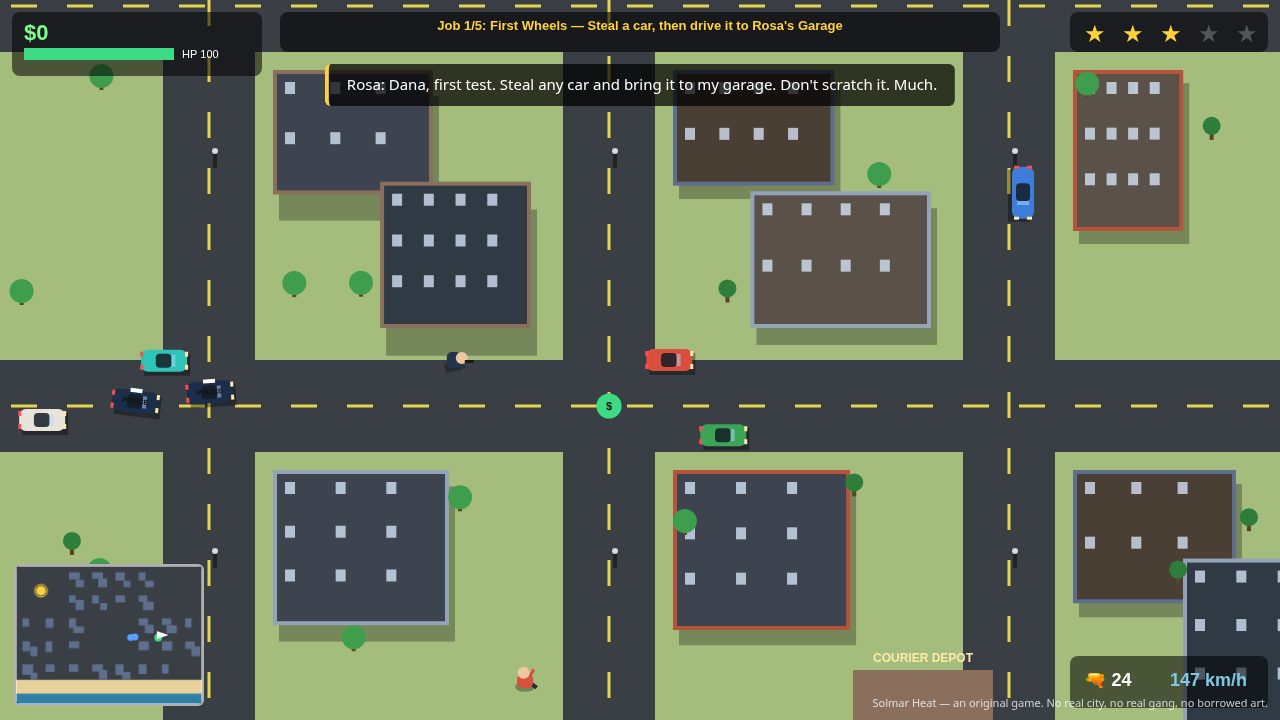 $0
HP 100
Job 1/5: First Wheels — Steal a car, then drive it to Rosa's Garage
★ ★ ★ ★ ★
Rosa: Dana, first test. Steal any car and bring it to my garage. Don't scratch it. Much.
$
COURIER DEPOT
24
147 km/h
Solmar Heat — an original game. No real city, no real gang, no borrowed art.